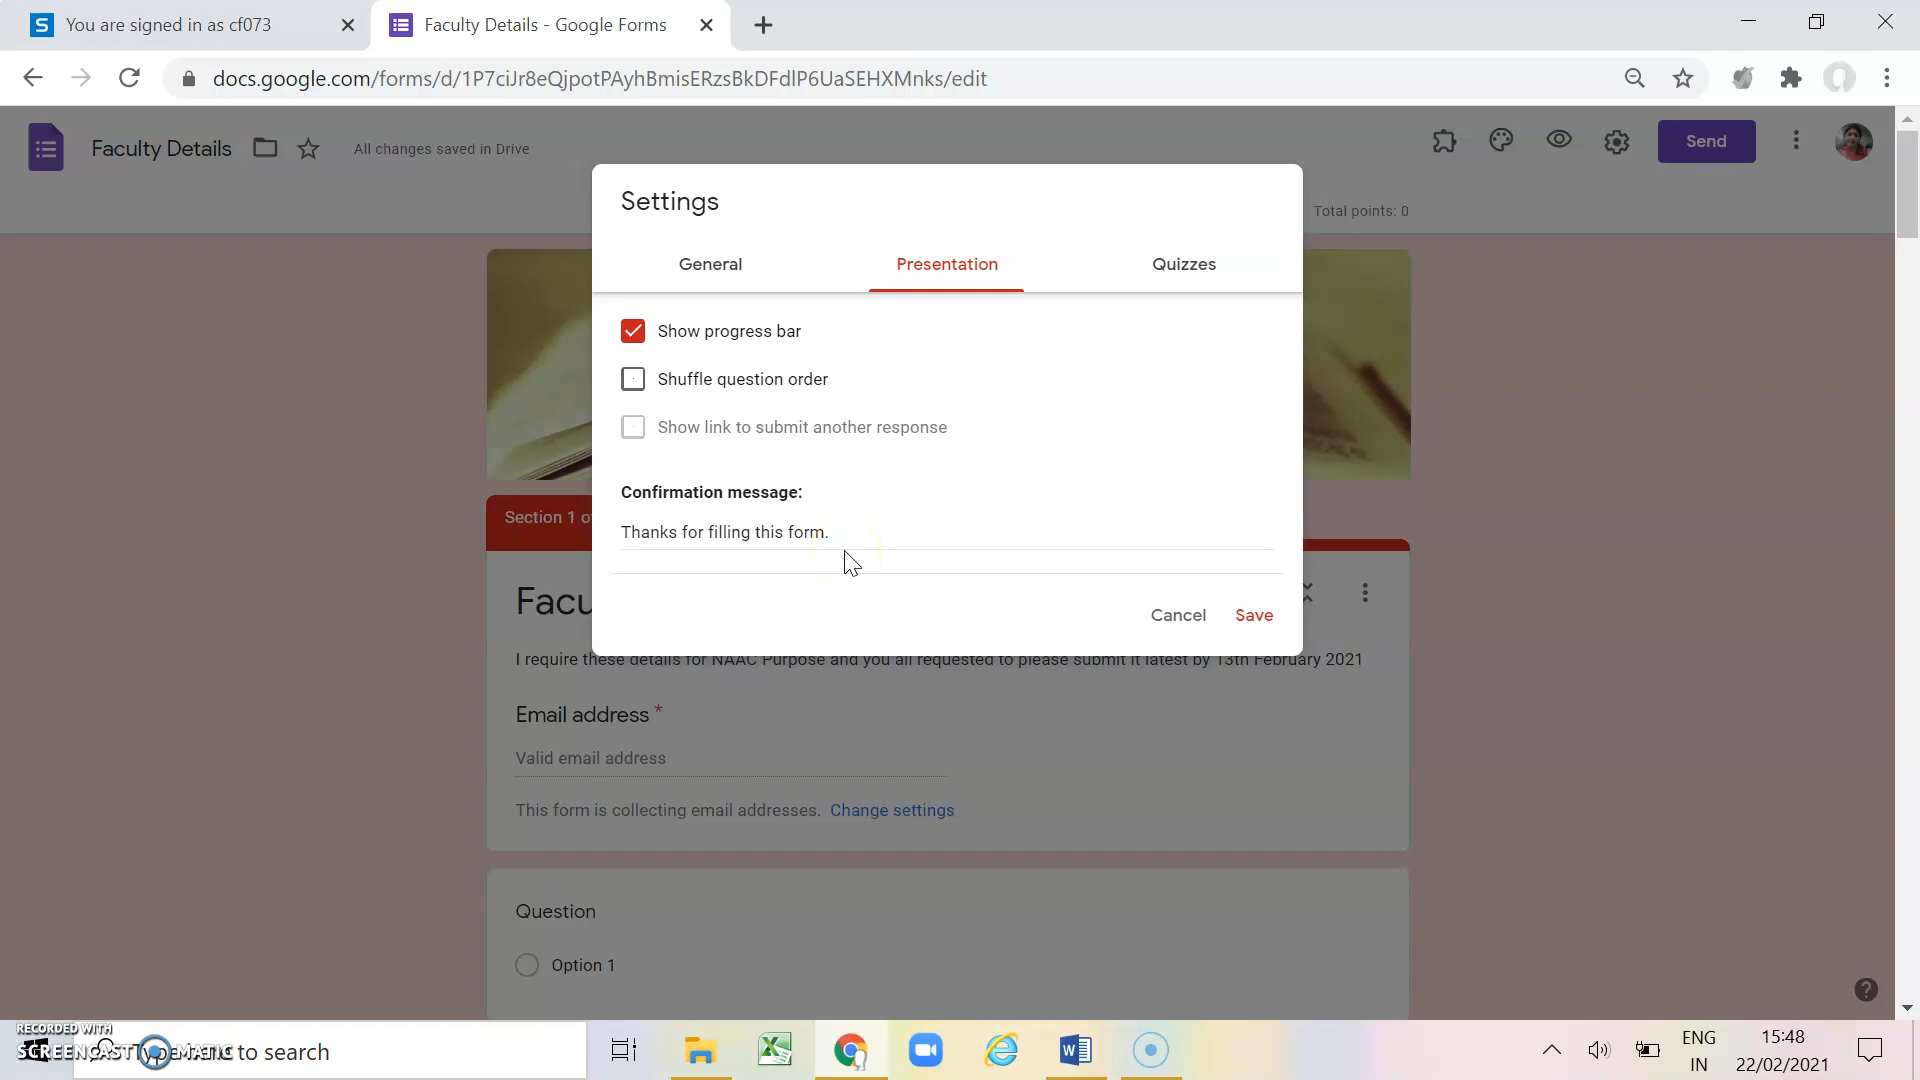 You are signed in as cf073
Faculty Details - Google Forms
docs.google.com/forms/d/1P7ciJr8eQjpotPAyhBmisERzsBkDFdlP6UaSEHXMnks/edit
Faculty Details
All changes saved in Drive
Send
Total points: 0
Settings
General
Presentation
Quizzes
Show progress bar
Shuffle question order
Show link to submit another response
Confirmation message:
Thanks for filling this form.
Cancel
Save
Section 1 o
Facu
I require these details for NAAC Purpose and you all requested to please submit it latest by 13th February 2021
Email address *
Valid email address
This form is collecting email addresses. Change settings
Question
Option 1
RECORDED WITH
SCREENCAST MATIC
to search
ENG
IN
15:48
22/02/2021